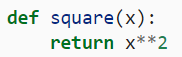 def square(x):
    return x**2